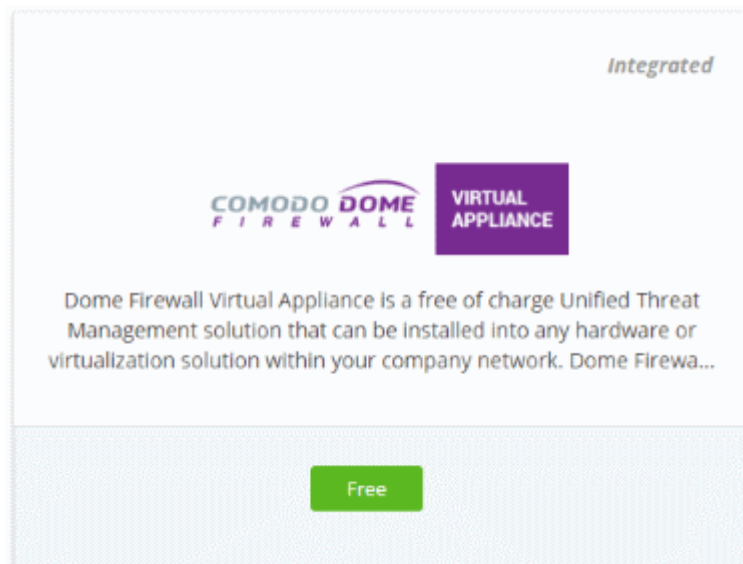 Integrated
COMODO DOME
FIREWALL
VIRTUAL
APPLIANCE
Dome Firewall Virtual Appliance is a free of charge Unified Threat
Management solution that can be installed into any hardware or
virtualization solution within your company network. Dome Firewa...
Free